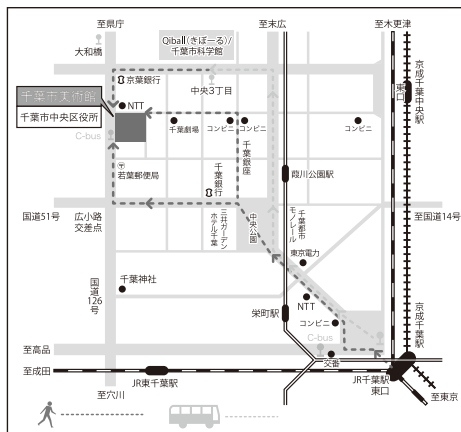 至県庁
至末広
至木更津
大和橋
Qiball(きぼーる)/
千葉市科学館
京葉銀行
中央3丁目
東口
京成千葉中央駅
千葉市美術館
千葉市中央区役所
NTT
C-bus
千葉劇場
コンビニ
コンビニ
コンビニ
千葉銀座
若葉郵便局
千葉銀行
葭川公園駅
国道51号
広小路
交差点
三井ガーデン
ホテル千葉
中央公園
千葉都市
モノレール
至国道14号
東京電力
千葉神社
国道
126
号
NTT
栄町駅
コンビニ
京成千葉駅
C-bus
至高品
交番
至成田
JR東千葉駅
JR千葉駅
東口
至穴川
至東京